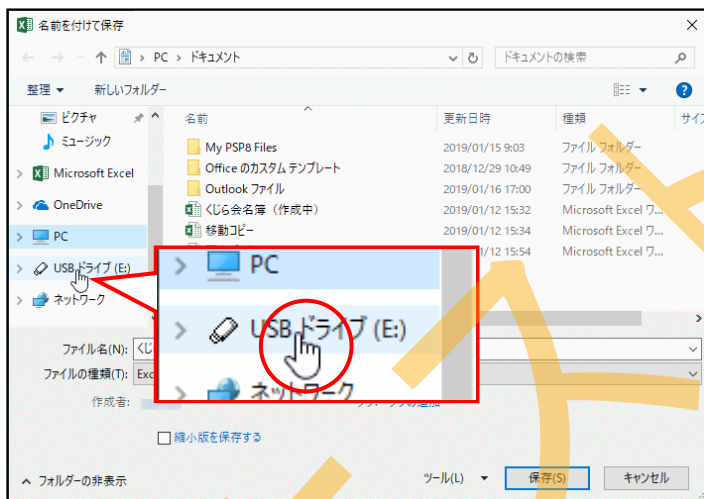 名前を付けて保存
PC › ドキュメント
ドキュメントの検索
整理
新しいフォルダー
ピクチャ
ミュージック
Microsoft Excel
OneDrive
PC
USB ドライブ (E:)
ネットワーク
名前 更新日時 種類 サイズ
My PSP8 Files 2019/01/15 9:03 ファイル フォルダー
Office のカスタム テンプレート 2018/12/29 10:49 ファイル フォルダー
Outlook ファイル 2019/01/16 17:00 ファイル フォルダー
くじら会名簿（作成中） 2019/01/12 15:32 Microsoft Excel ワ...
移動コピー 2019/01/12 15:34 Microsoft Excel ワ...
/12 15:54 Microsoft Excel ワ...
PC
USB ドライブ (E:)
ネットワーク
ファイル名(N): くじ
ファイルの種類(T): Exc
作成者:
の追加
縮小版を保存する
フォルダーの非表示
ツール(L)
保存(S)
キャンセル